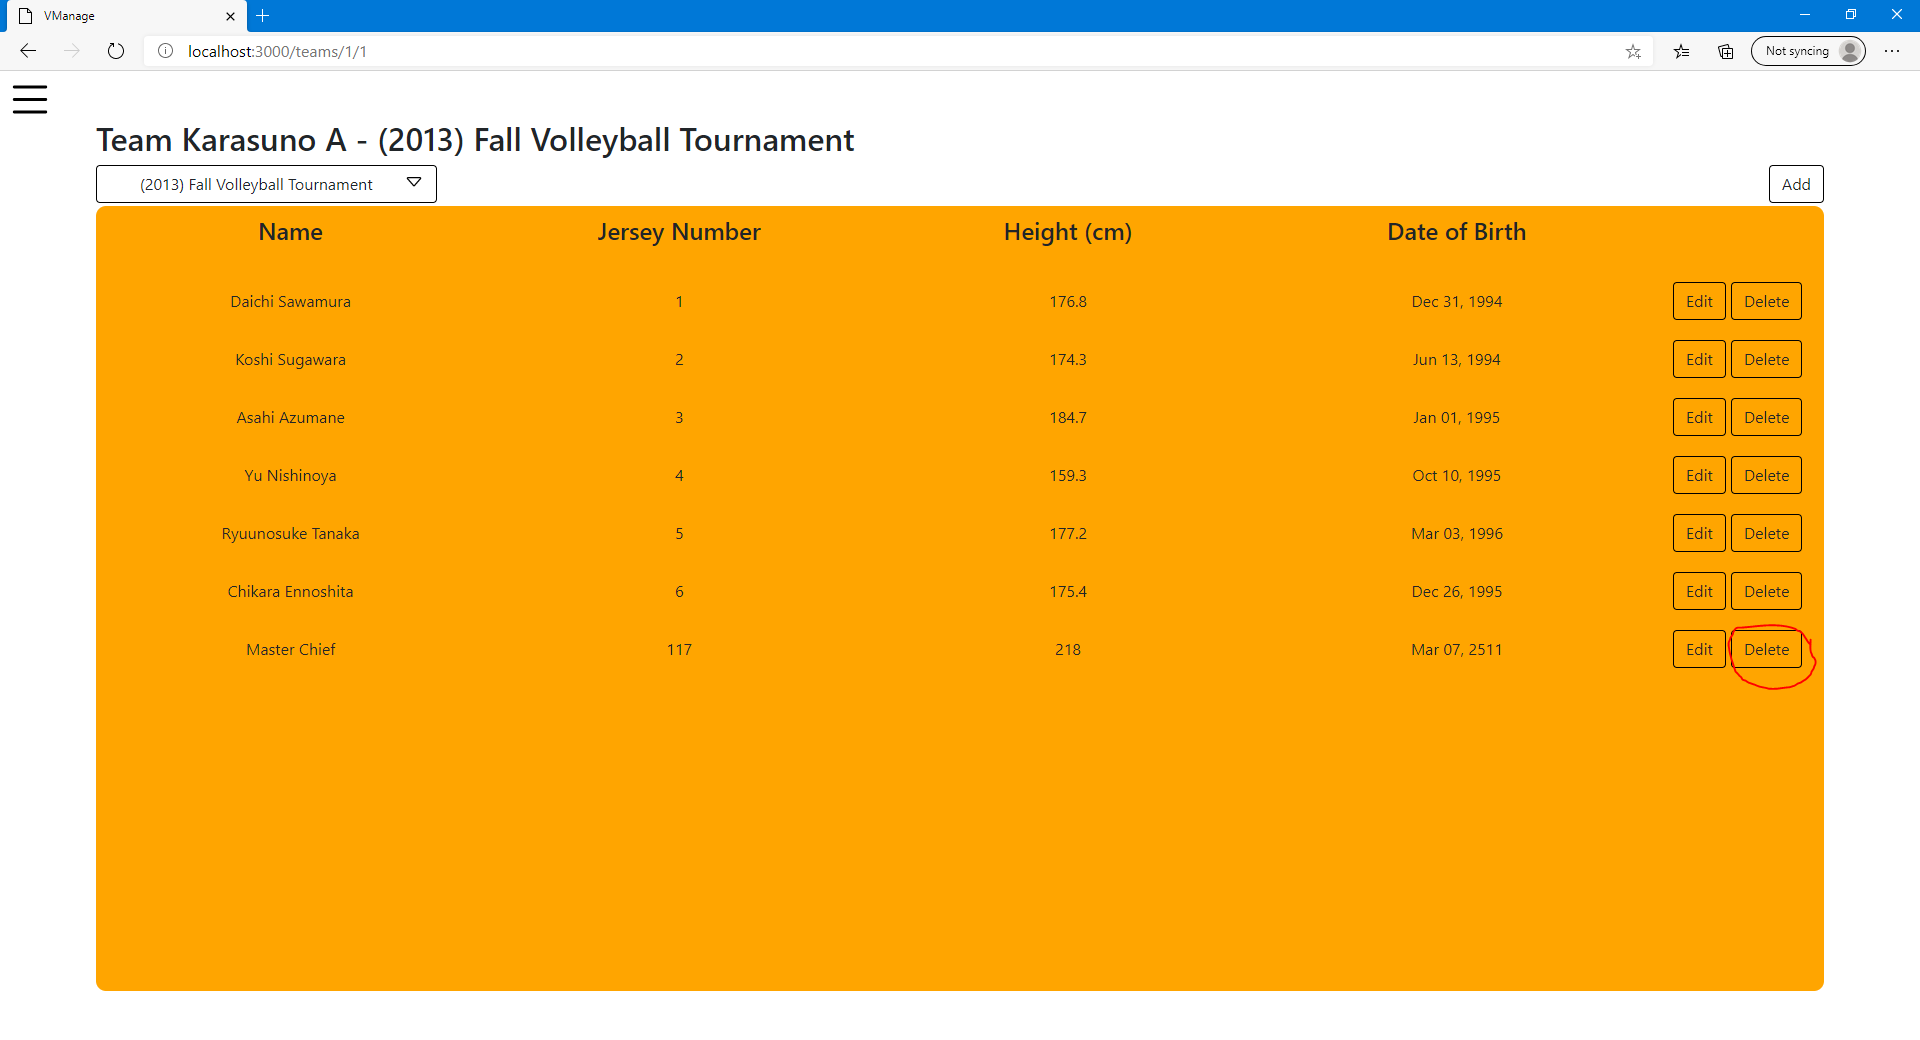 VManage
localhost:3000/teams/1/1
Not syncing
Team Karasuno A - (2013) Fall Volleyball Tournament
(2013) Fall Volleyball Tournament
Add
Name Jersey Number Height (cm) Date of Birth
Daichi Sawamura 1 176.8 Dec 31, 1994 Edit Delete
Koshi Sugawara 2 174.3 Jun 13, 1994 Edit Delete
Asahi Azumane 3 184.7 Jan 01, 1995 Edit Delete
Yu Nishinoya 4 159.3 Oct 10, 1995 Edit Delete
Ryuunosuke Tanaka 5 177.2 Mar 03, 1996 Edit Delete
Chikara Ennoshita 6 175.4 Dec 26, 1995 Edit Delete
Master Chief 117 218 Mar 07, 2511 Edit Delete